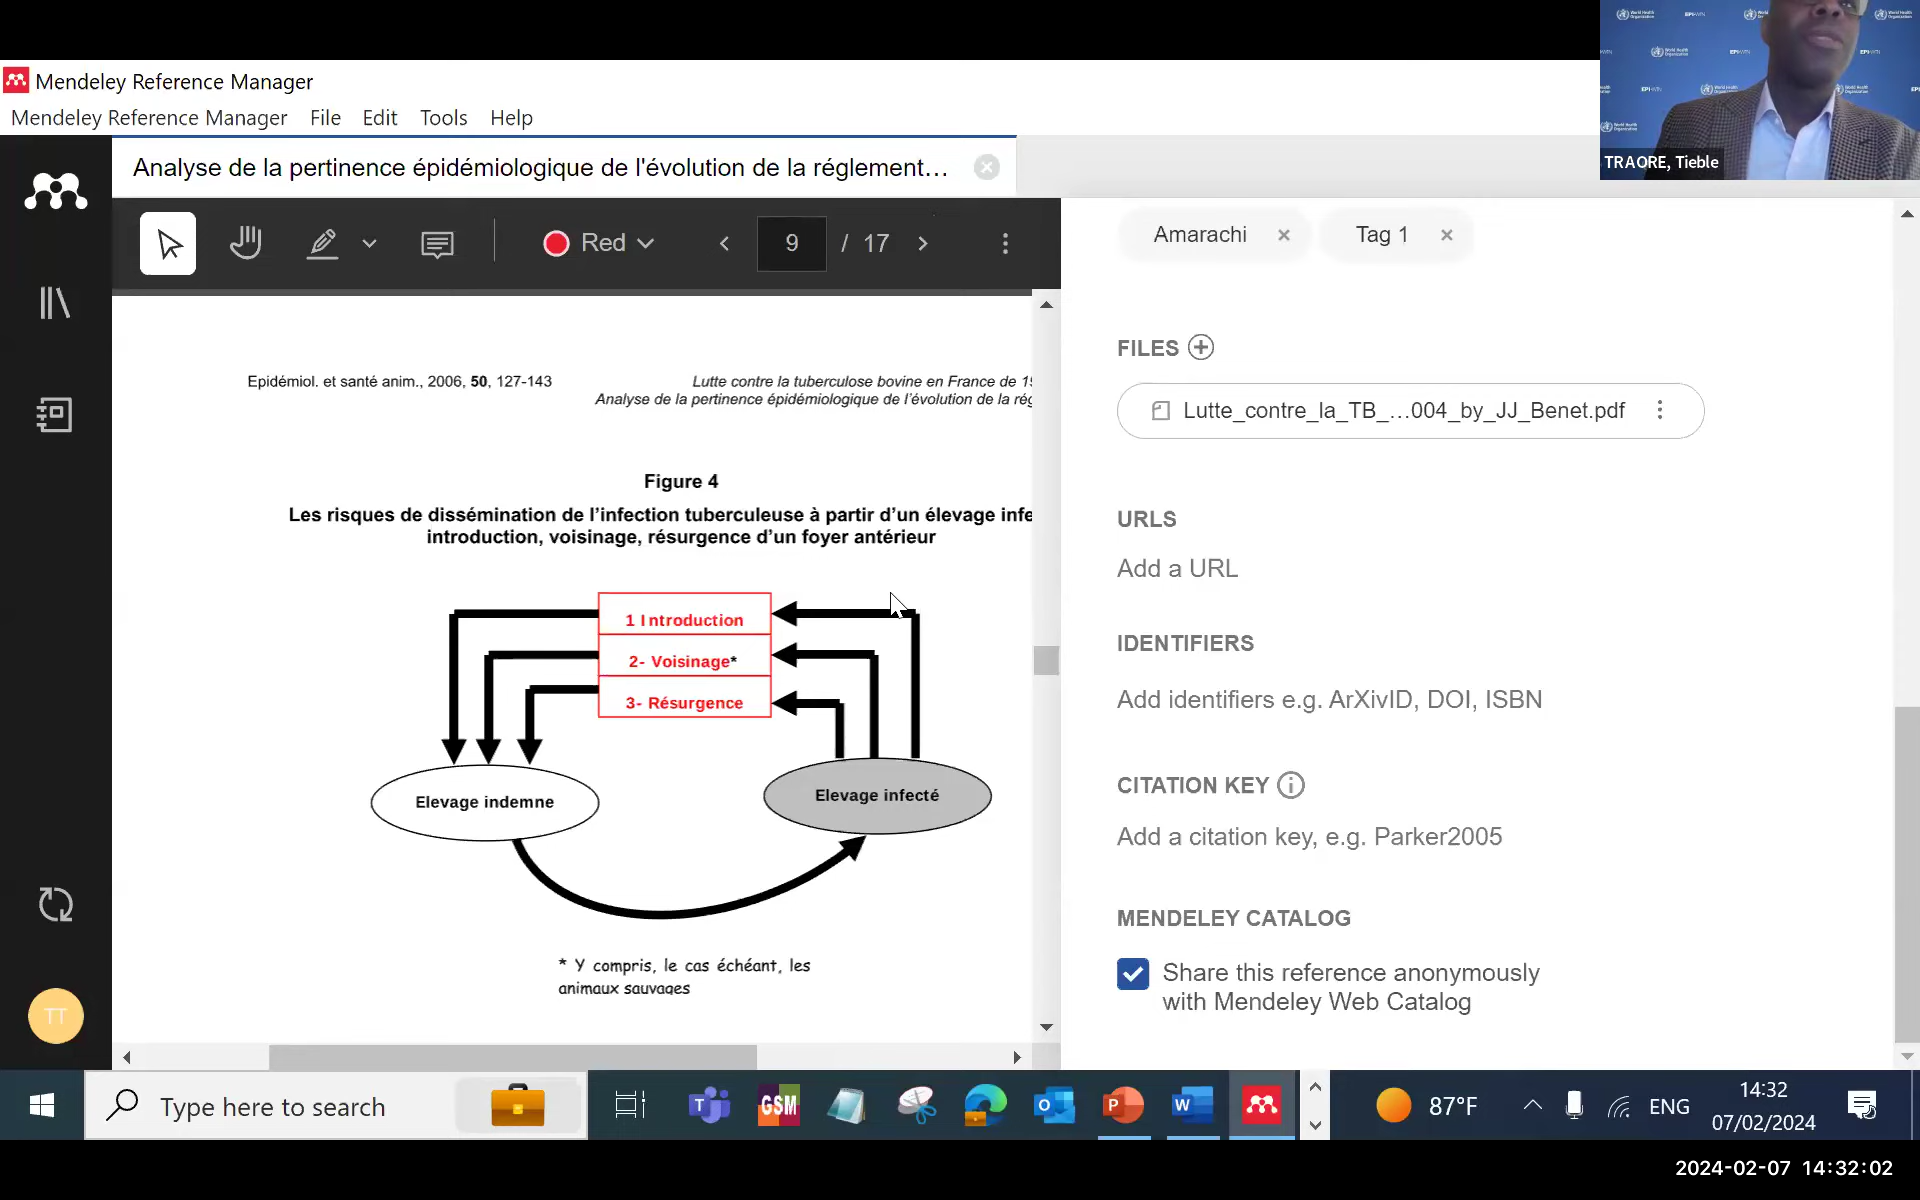 Mendeley Reference Manager
Mendeley Reference Manager File Edit Tools Help
TRAORE, Tieble
Analyse de la pertinence épidémiologique de l'évolution de la réglement…
Red
9 / 17
Epidémiol. et santé anim., 2006, 50, 127-143
Lutte contre la tuberculose bovine en France de
Analyse de la pertinence épidémiologique de l'évolution de la
Figure 4
Les risques de dissémination de l'infection tuberculeuse à partir d'un élevage
introduction, voisinage, résurgence d'un foyer antérieur
1 Introduction
2- Voisinage*
3- Résurgence
Elevage indemne
Elevage infecté
* Y compris, le cas échéant, les
animaux sauvages
Amarachi
Tag 1
FILES
Lutte_contre_la_TB_…004_by_JJ_Benet.pdf
URLS
Add a URL
IDENTIFIERS
Add identifiers e.g. ArXivID, DOI, ISBN
CITATION KEY
Add a citation key, e.g. Parker2005
MENDELEY CATALOG
Share this reference anonymously
with Mendeley Web Catalog
TT
Type here to search
GSM
87°F
ENG
14:32
07/02/2024
2024-02-07 14:32:02